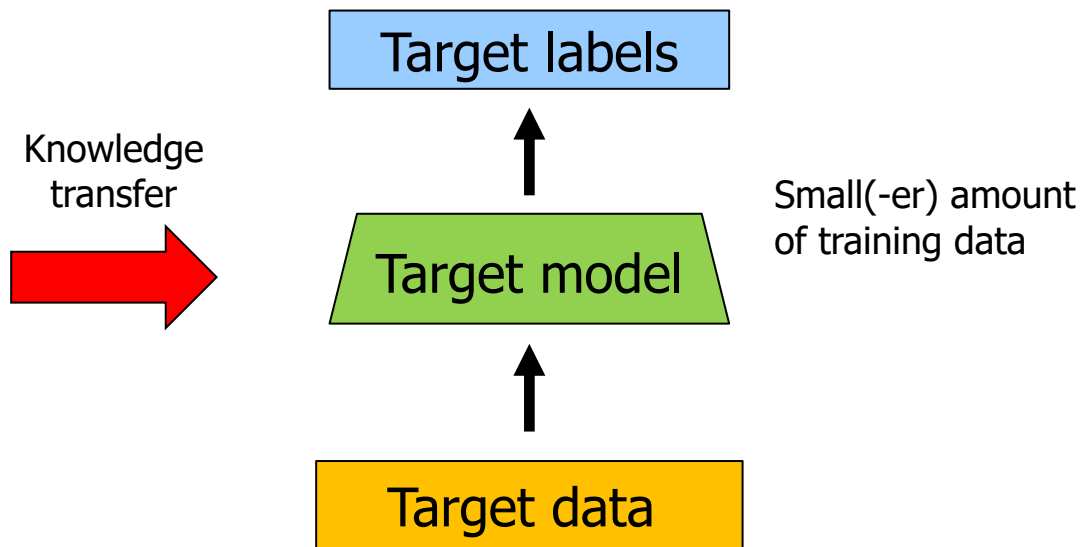 Target labels
Knowledge
transfer
Small(-er) amount
of training data
Target model
Target data